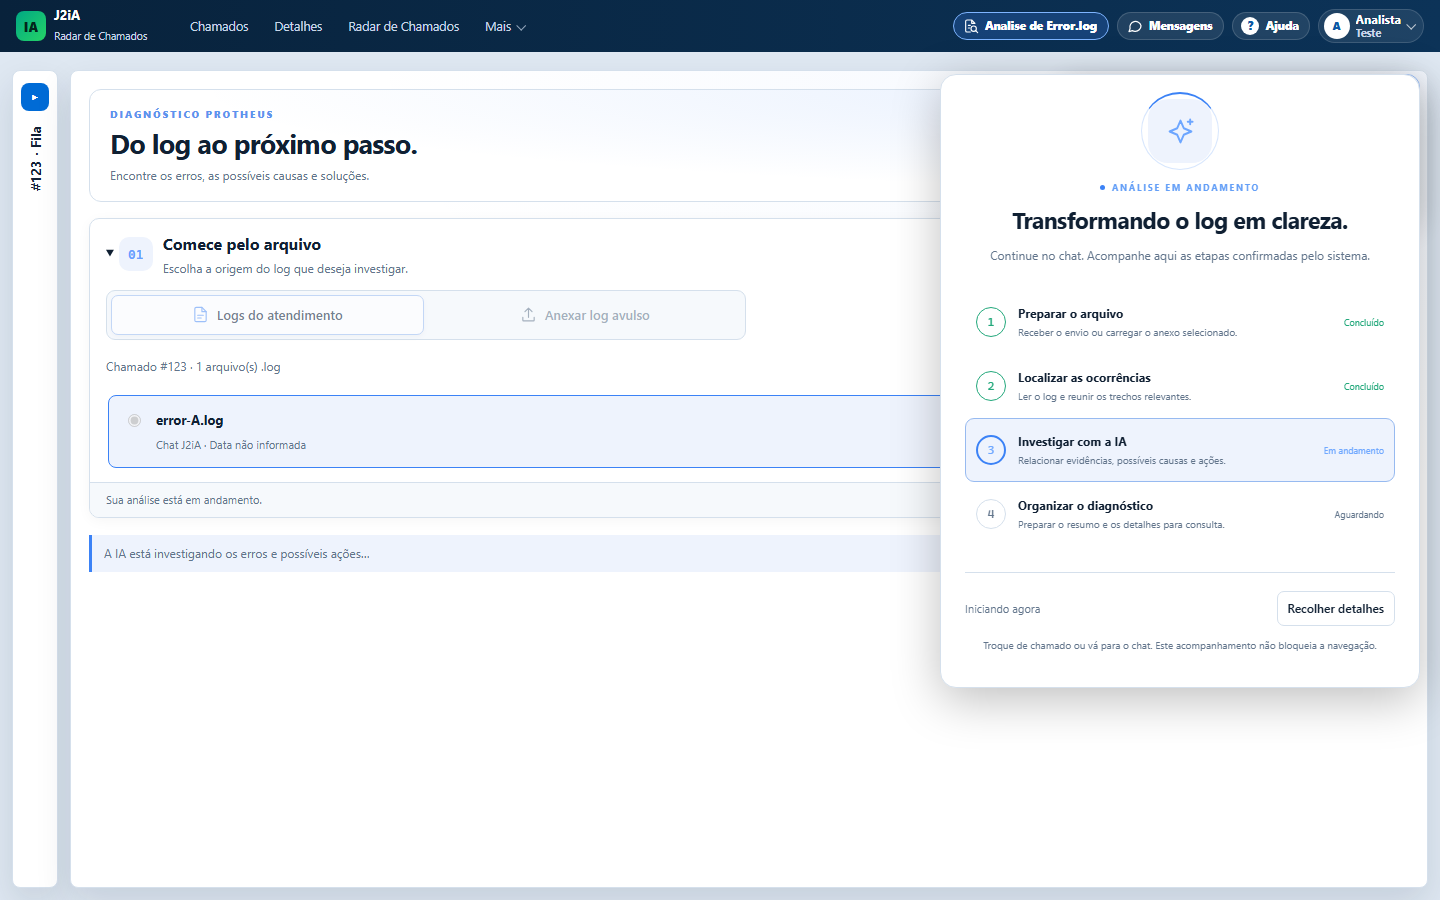 IA
J2iA
Radar de Chamados
Chamados
Detalhes
Radar de Chamados
Mais
Analise de Error.log
Mensagens
? Ajuda
A
Analista
Teste
#123 · Fila
DIAGNÓSTICO PROTHEUS
Do log ao próximo passo.
Encontre os erros, as possíveis causas e soluções.
01
Comece pelo arquivo
Escolha a origem do log que deseja investigar.
Logs do atendimento
Anexar log avulso
Chamado #123 · 1 arquivo(s) .log
error-A.log
Chat J2iA · Data não informada
Sua análise está em andamento.
A IA está investigando os erros e possíveis ações...
ANÁLISE EM ANDAMENTO
Transformando o log em clareza.
Continue no chat. Acompanhe aqui as etapas confirmadas pelo sistema.
1
Preparar o arquivo
Receber o envio ou carregar o anexo selecionado.
Concluído
2
Localizar as ocorrências
Ler o log e reunir os trechos relevantes.
Concluído
3
Investigar com a IA
Relacionar evidências, possíveis causas e ações.
Em andamento
4
Organizar o diagnóstico
Preparar o resumo e os detalhes para consulta.
Aguardando
Iniciando agora
Recolher detalhes
Troque de chamado ou vá para o chat. Este acompanhamento não bloqueia a navegação.